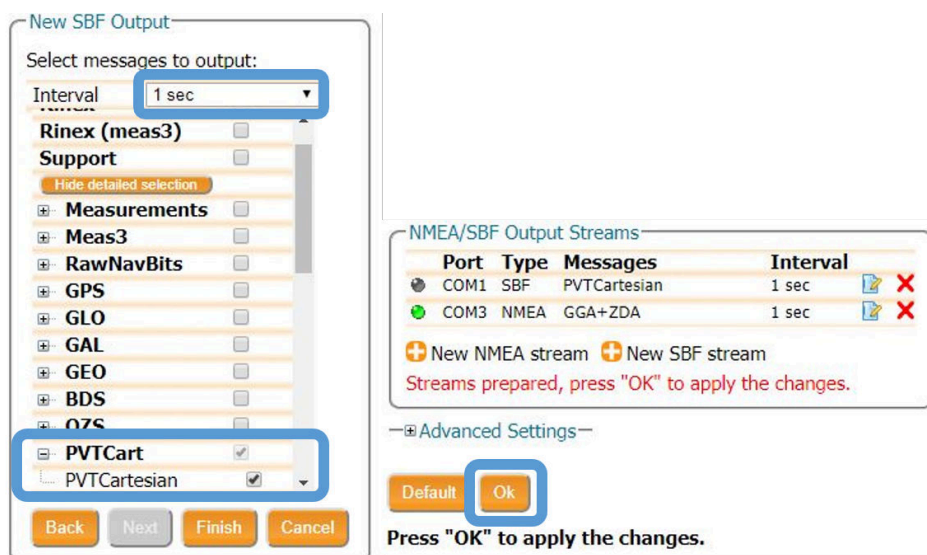 New SBF Output
Select messages to output:
Interval 1 sec
Rinex (meas3)
Support
Hide detailed selection
Measurements
Meas3
RawNavBits
GPS
GLO
GAL
GEO
BDS
QZS
PVTCart
PVTCartesian
Back Next Finish Cancel
NMEA/SBF Output Streams
Port Type Messages Interval
COM1 SBF PVTCartesian 1 sec
COM3 NMEA GGA+ZDA 1 sec
New NMEA stream New SBF stream
Streams prepared, press "OK" to apply the changes.
Advanced Settings
Default Ok
Press "OK" to apply the changes.